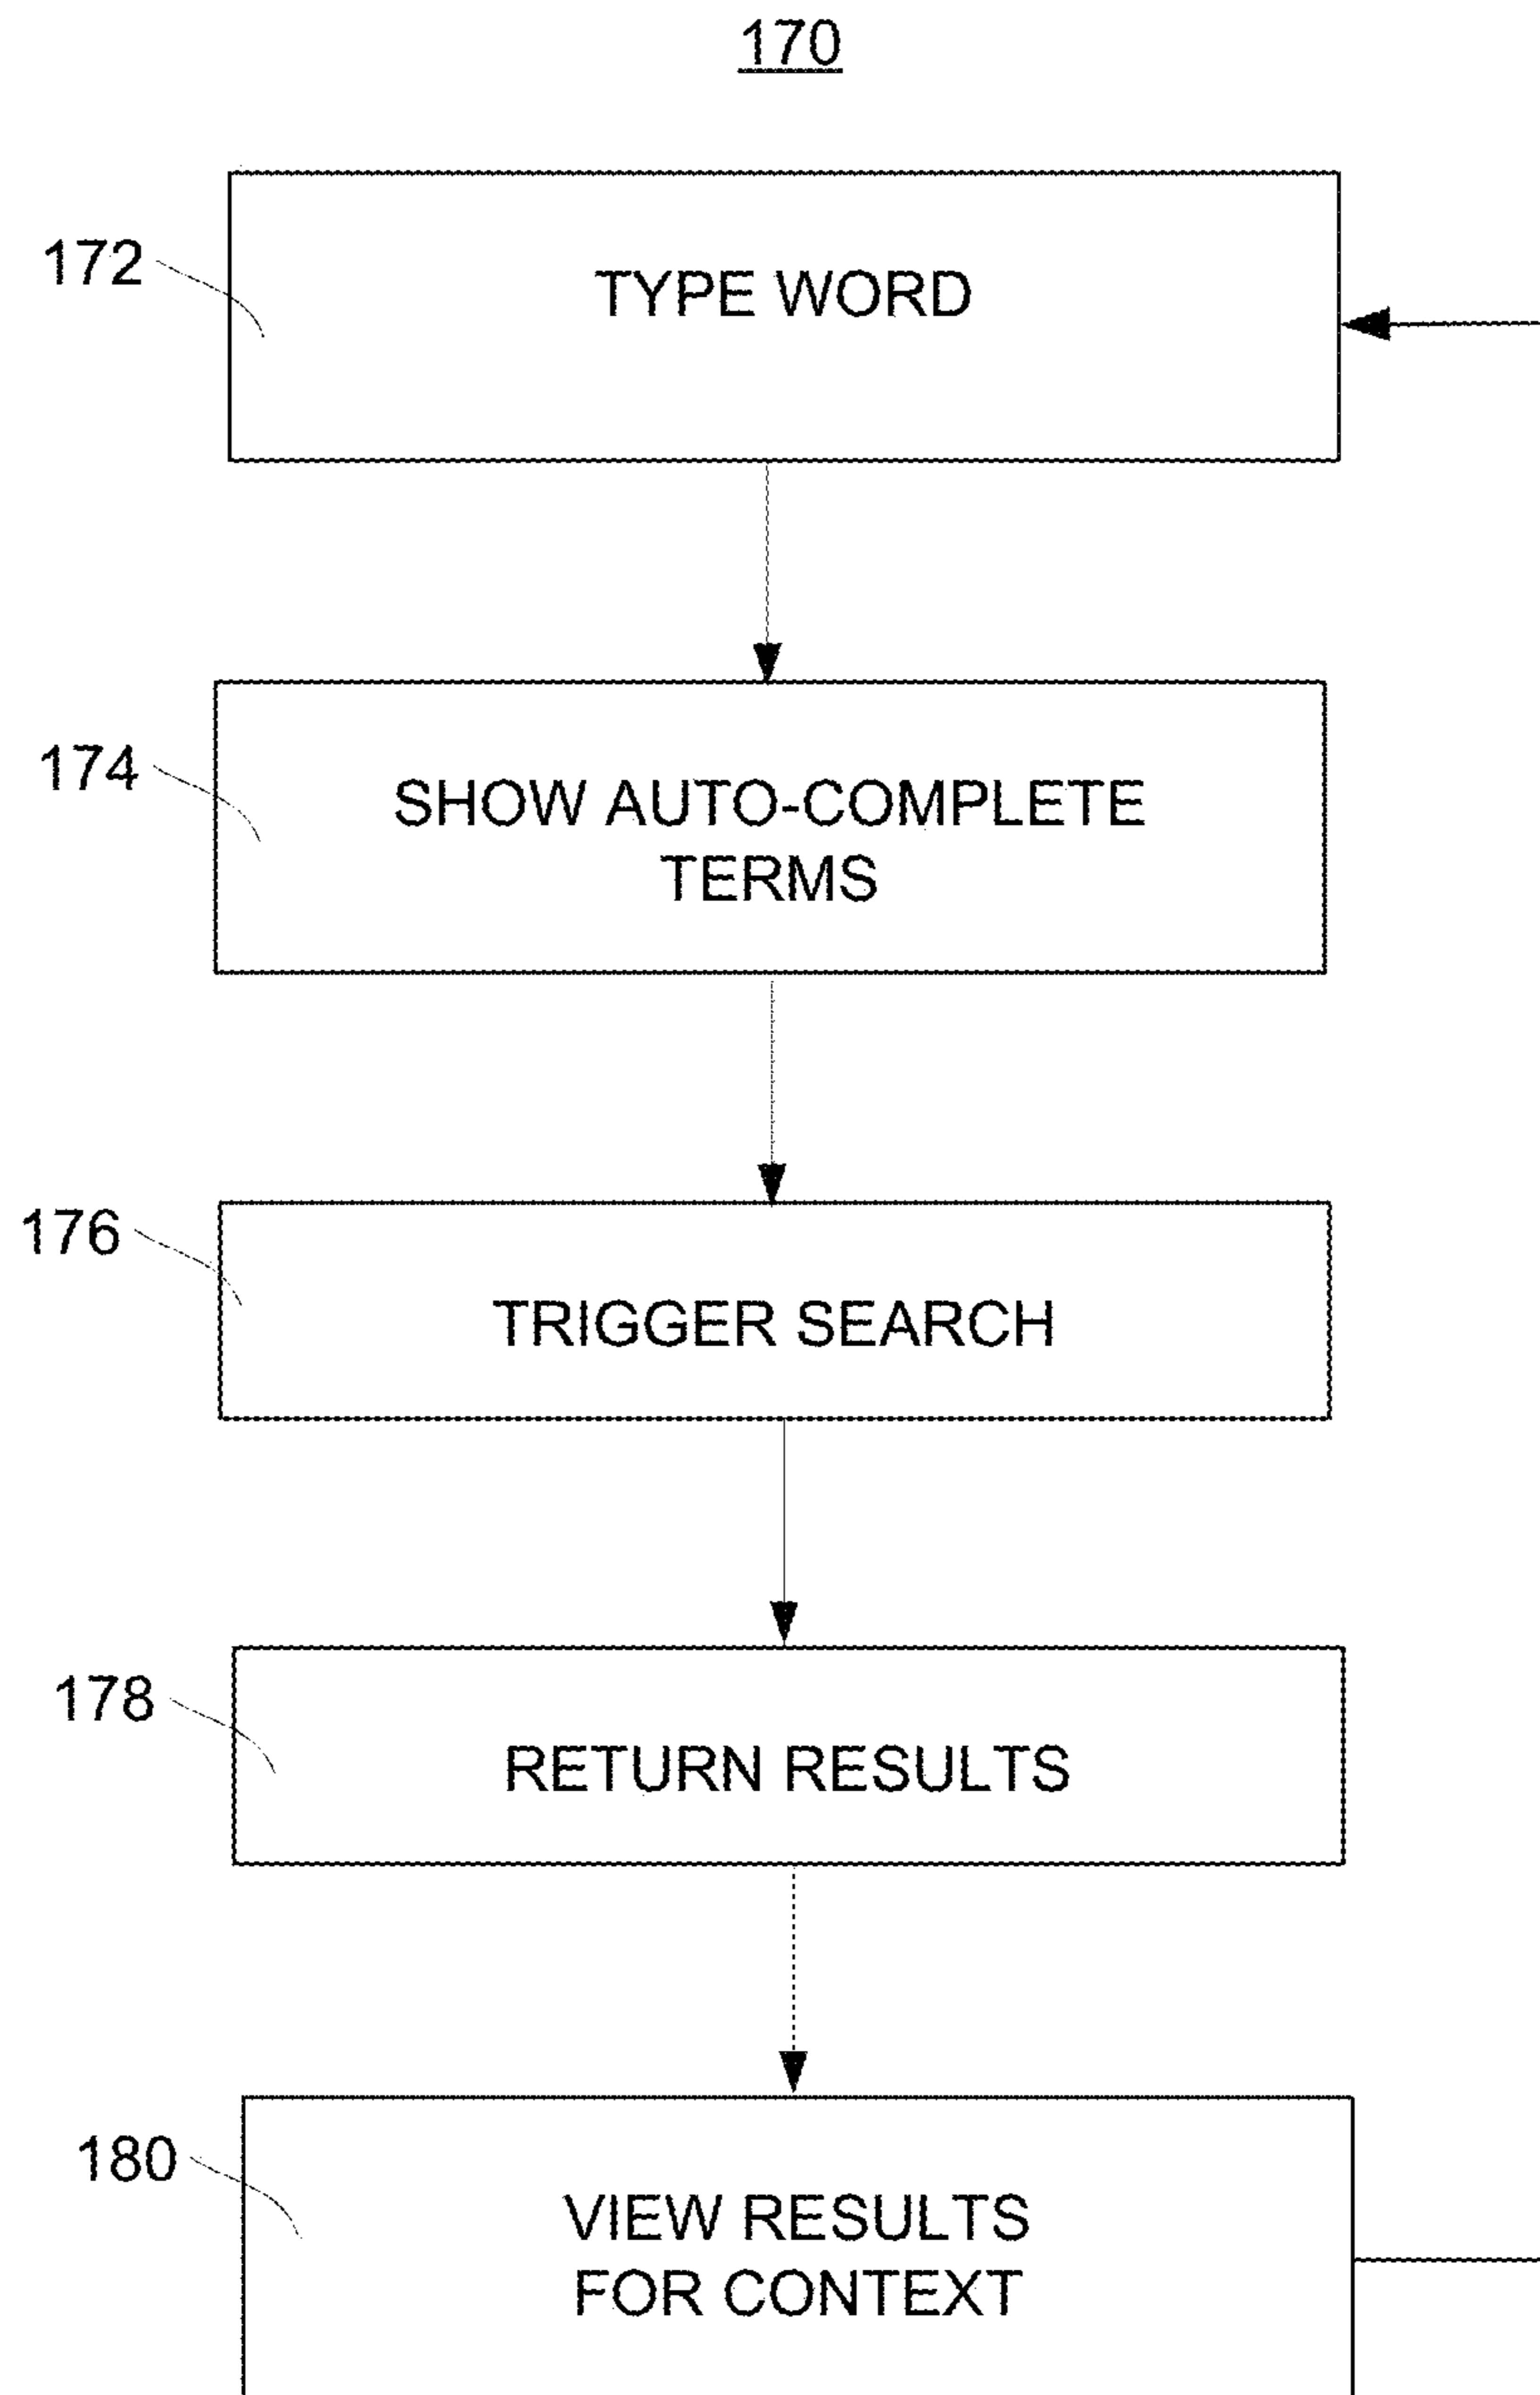 170
172
TYPE WORD
174
SHOW AUTO-COMPLETE
TERMS
176
TRIGGER SEARCH
178
RETURN RESULTS
180
VIEW RESULTS
FOR CONTEXT